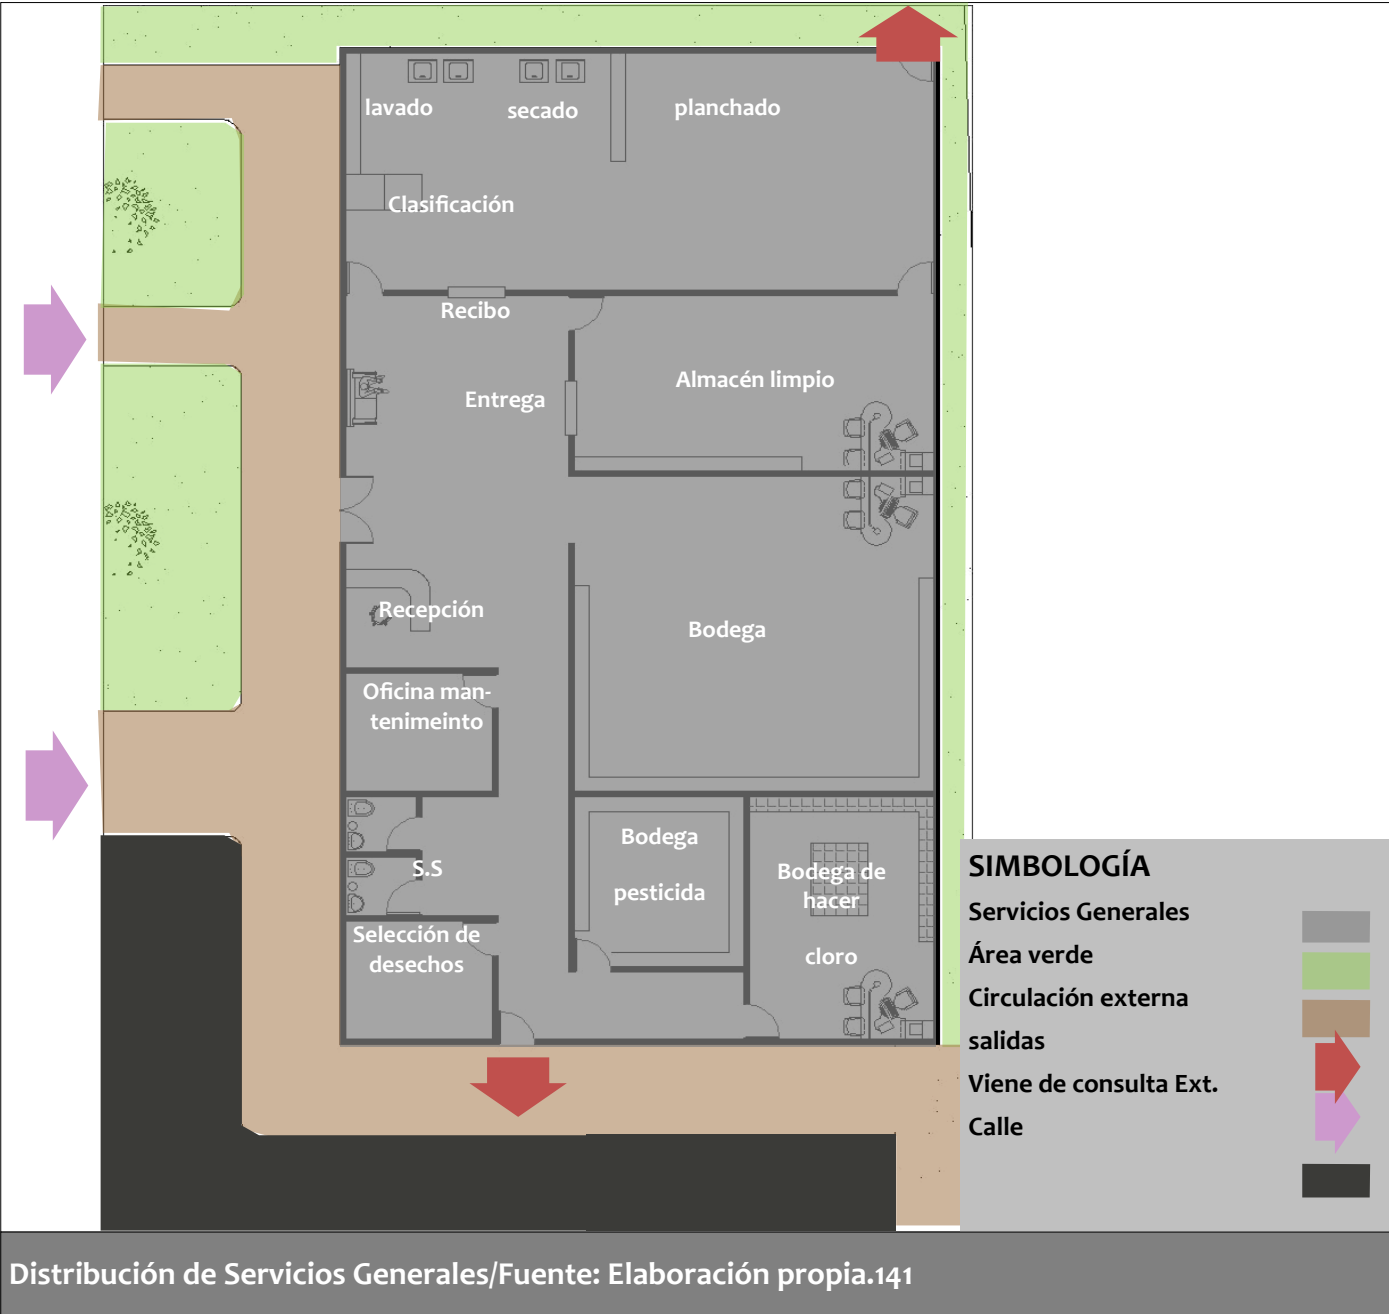 lavado
secado
planchado
Clasificación
Recibo
Entrega
Almacén limpio
Recepción
Bodega
Oficina man-
tenimeinto
Bodega
pesticida
Bodega de
hacer
cloro
S.S
Selección de
desechos
SIMBOLOGÍA
Servicios Generales
Área verde
Circulación externa
salidas
Viene de consulta Ext.
Calle
Distribución de Servicios Generales/Fuente: Elaboración propia.141